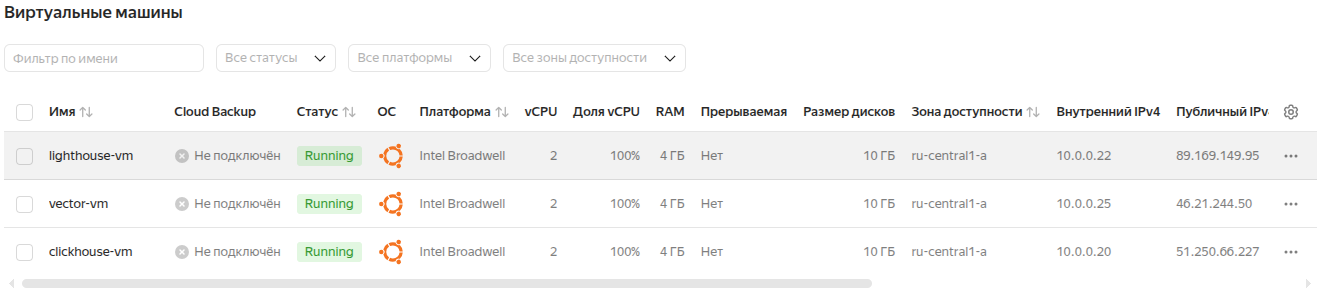 Виртуальные машины
Фильтр по имени Все статусы Все платформы Все зоны доступности
Имя Cloud Backup Статус ОС Платформа vCPU Доля vCPU RAM Прерываемая Размер дисков Зона доступности Внутренний IPv4 Публичный IPv
lighthouse-vm Не подключён Running Intel Broadwell 2 100% 4 ГБ Нет 10 ГБ ru-central1-a 10.0.0.22 89.169.149.95
vector-vm Не подключён Running Intel Broadwell 2 100% 4 ГБ Нет 10 ГБ ru-central1-a 10.0.0.25 46.21.244.50
clickhouse-vm Не подключён Running Intel Broadwell 2 100% 4 ГБ Нет 10 ГБ ru-central1-a 10.0.0.20 51.250.66.227